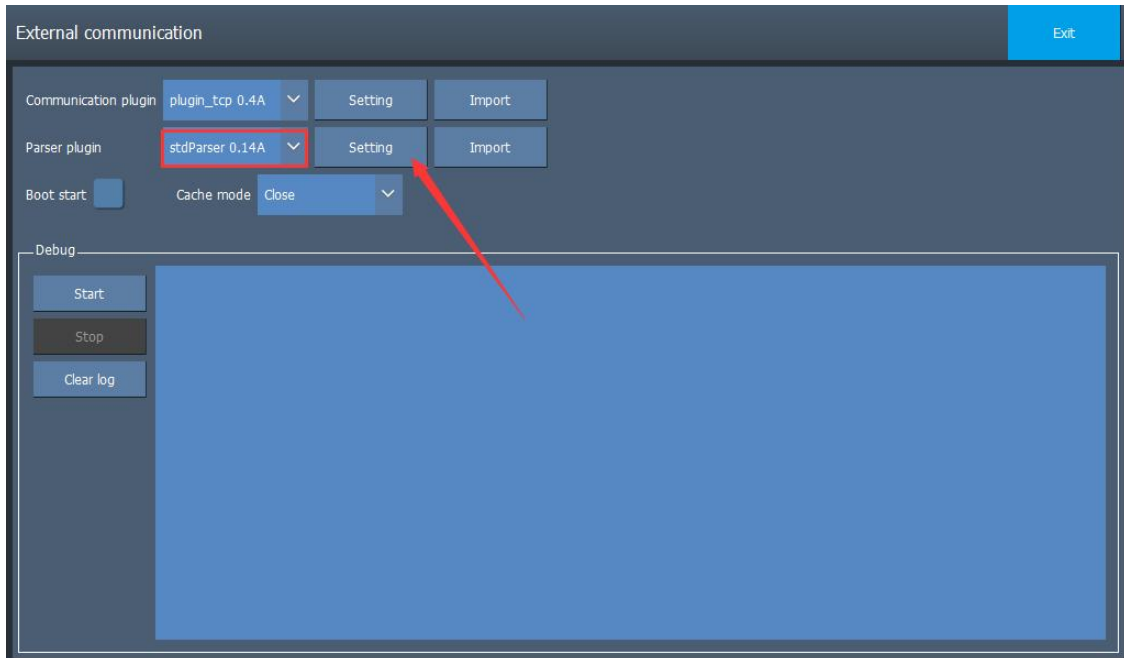 External communication
Exit
Communication plugin plugin_tcp 0.4A Setting Import
Parser plugin stdParser 0.14A Setting Import
Boot start Cache mode Close
Debug
Start
Stop
Clear log